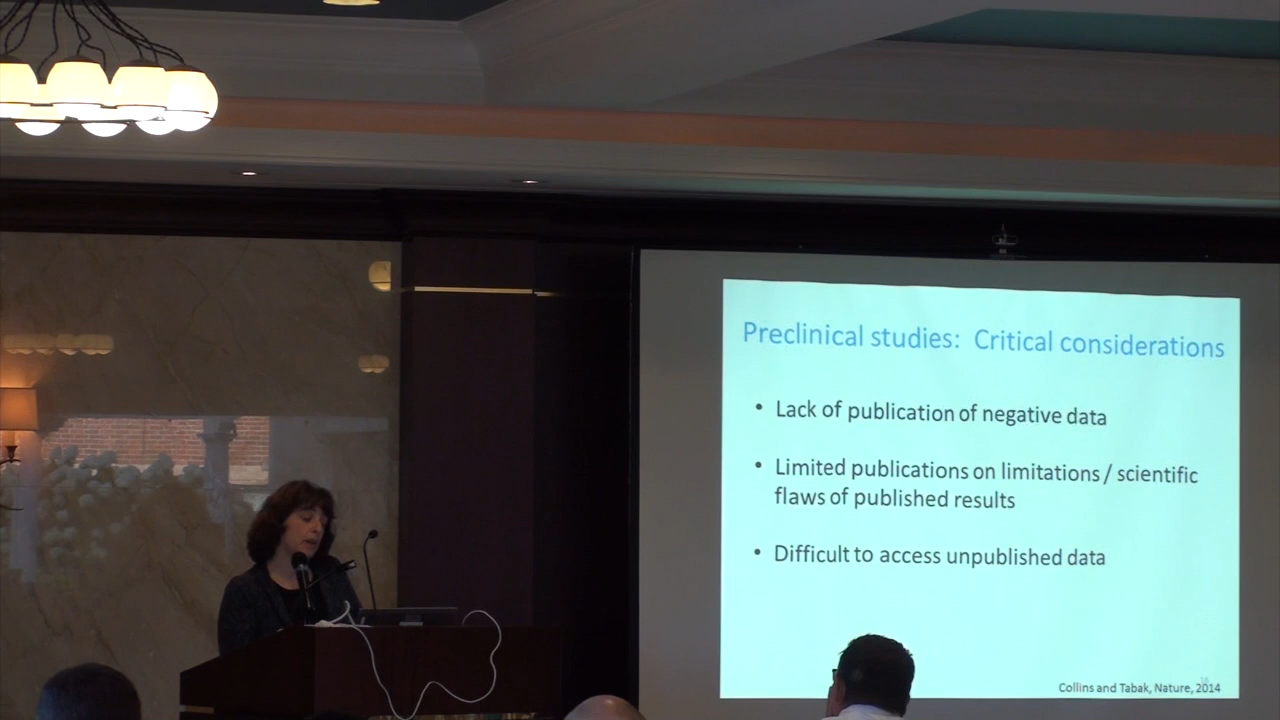 Preclinical studies: Critical considerations
• Lack of publication of negative data
• Limited publications on limitations / scientific
flaws of published results
• Difficult to access unpublished data
16
Collins and Tabak, Nature, 2014